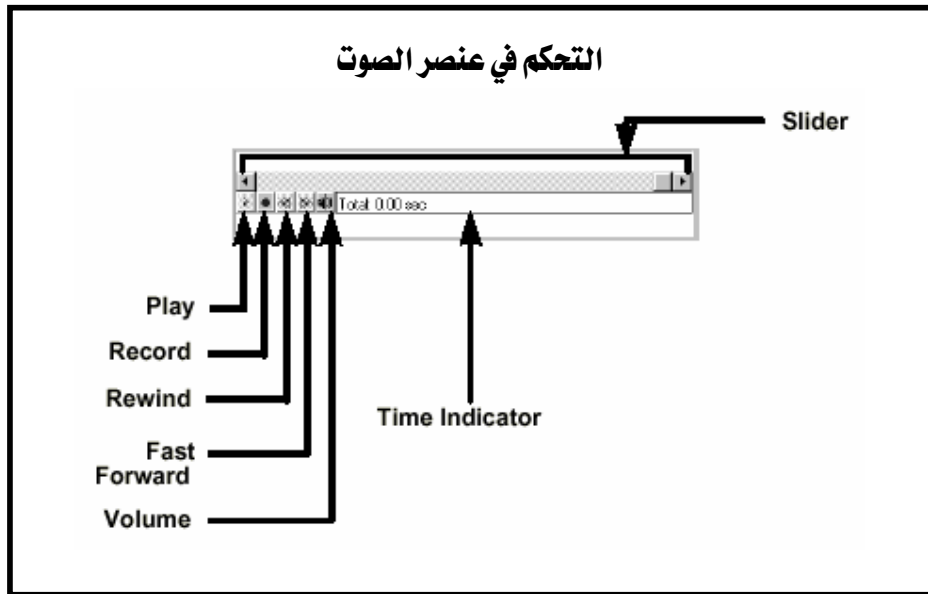 التحكم في عنصر الصوت
Slider
Total: 0.00 sec
Play
Record
Rewind
Time Indicator
Fast
Forward
Volume